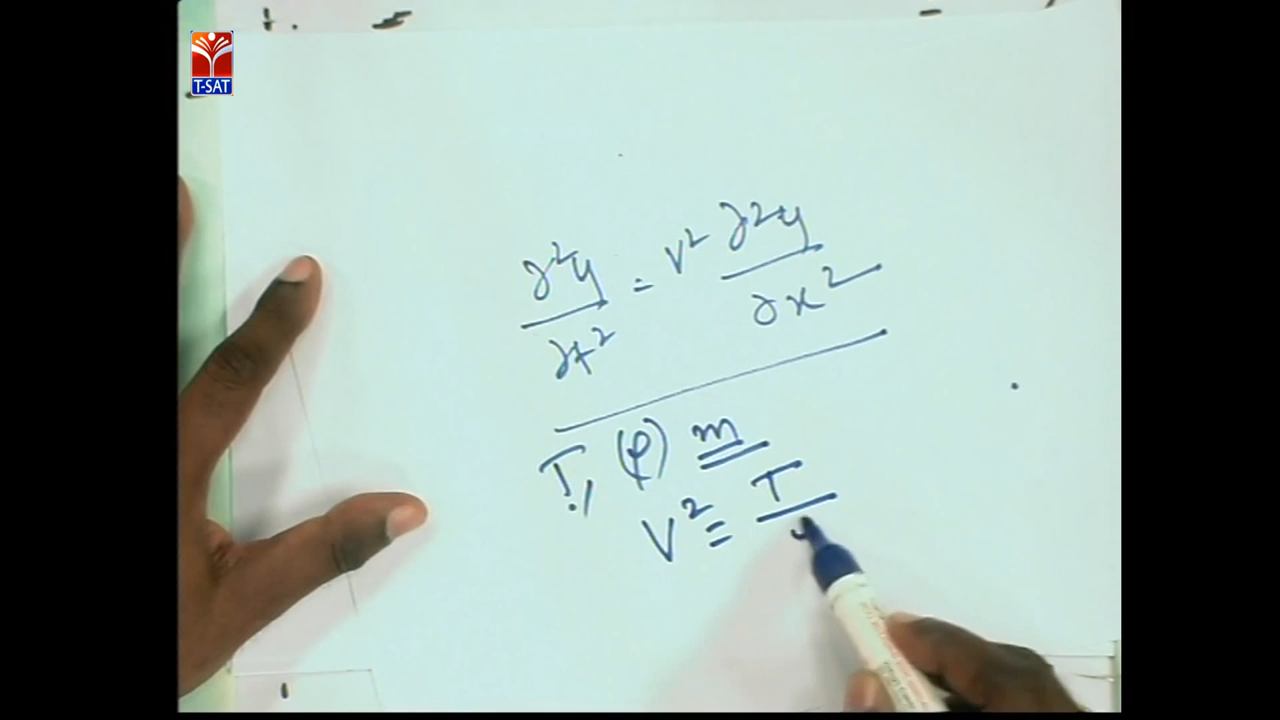 T-SAT
∂²y/∂t² = v² ∂²y/∂x²
T, (φ) m
v² = T/